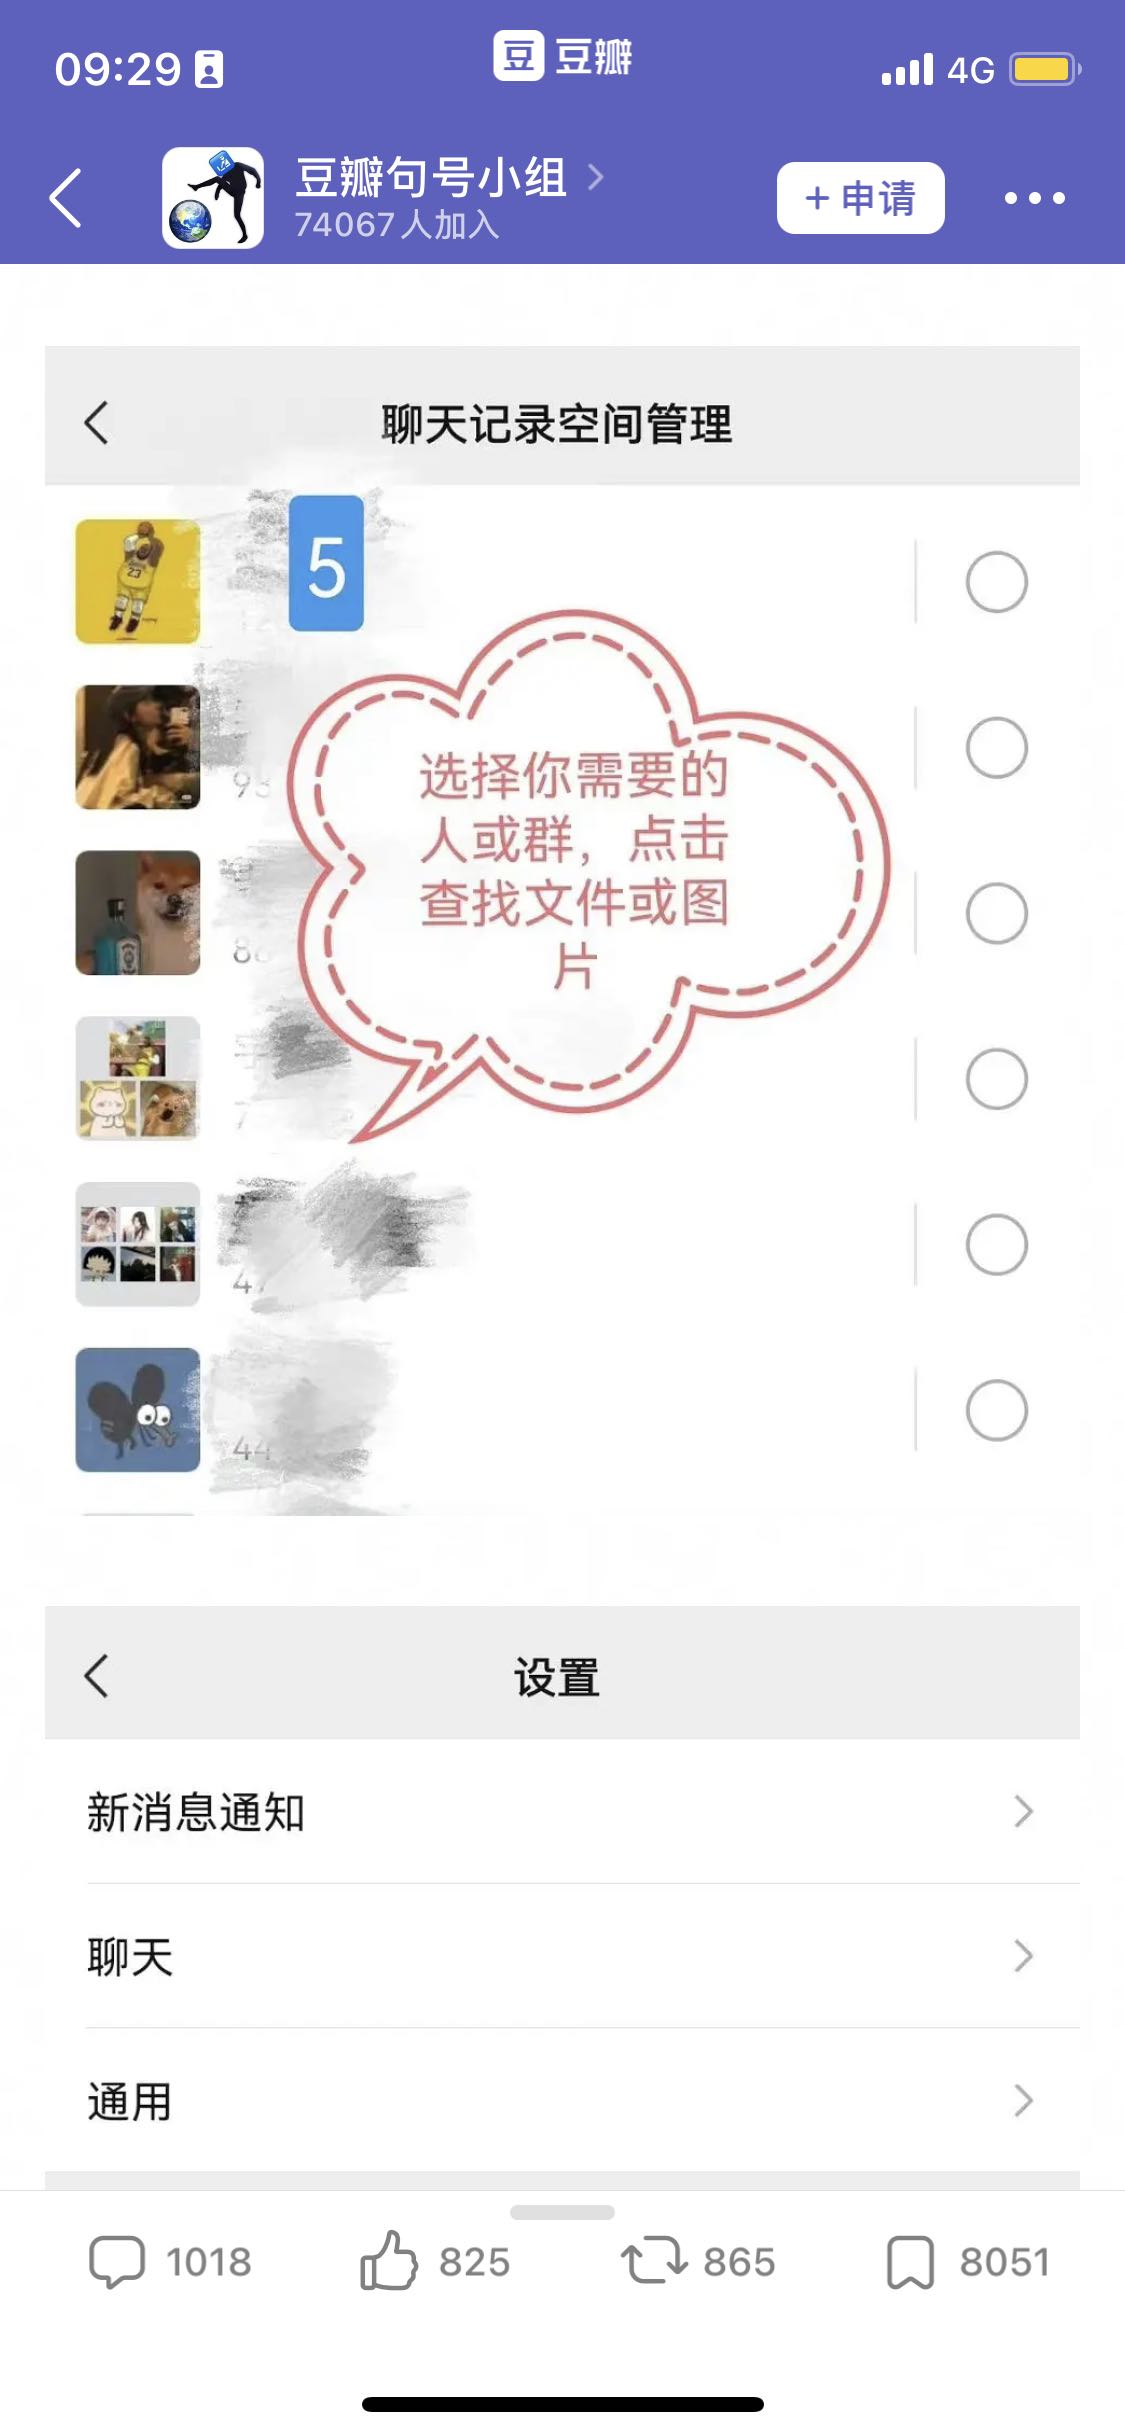 09:29
豆 豆瓣
4G
豆瓣句号小组
74067人加入
+ 申请
聊天记录空间管理
5
选择你需要的
人或群，点击
查找文件或图
片
44
设置
新消息通知
聊天
通用
1018
825
865
8051